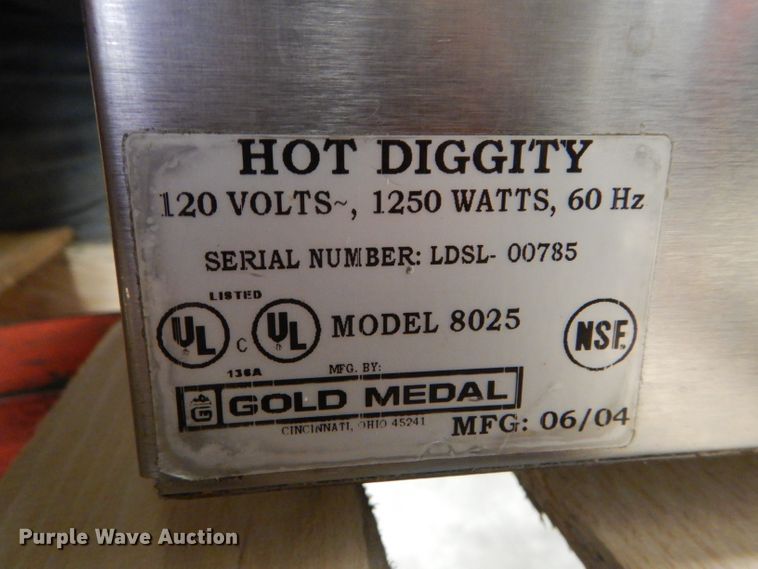 HOT DIGGITY
120 VOLTS~, 1250 WATTS, 60 Hz
SERIAL NUMBER: LDSL- 00785
LISTED
UL C UL MODEL 8025 NSF.
136A
MFG. BY:
G GOLD MEDAL
CINCINNATI, OHIO 45241
MFG: 06/04
Purple Wave Auction